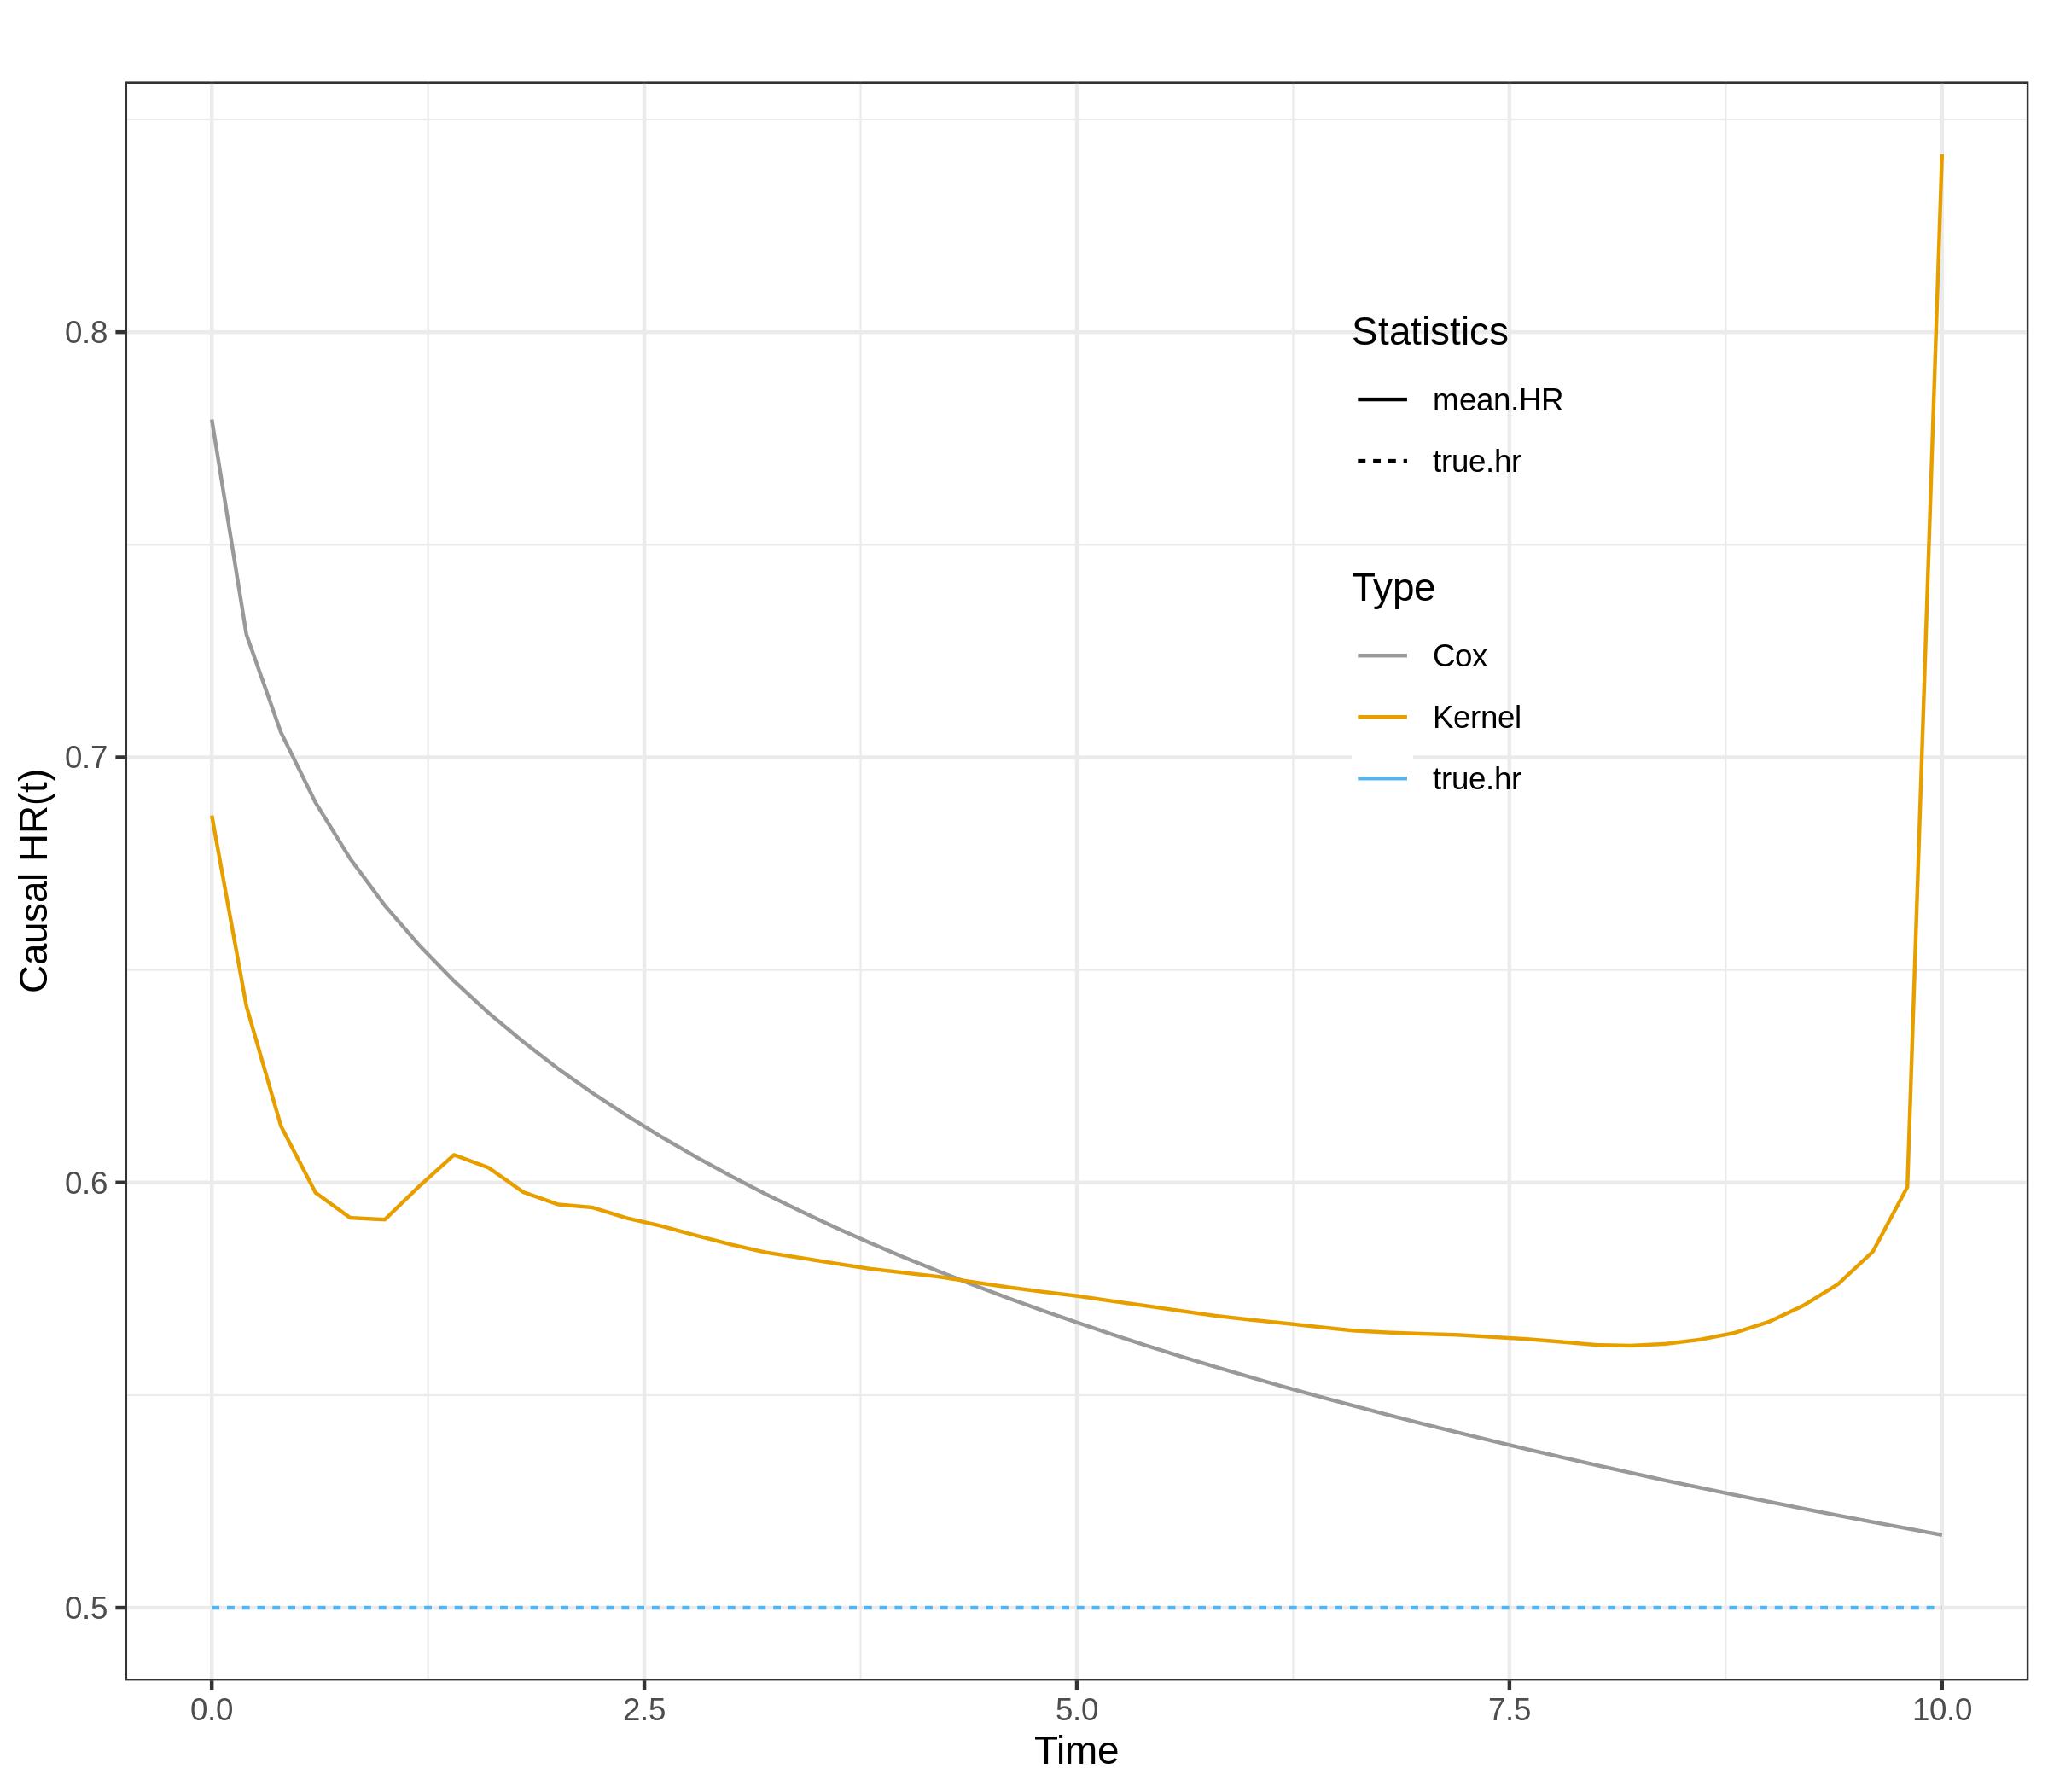 Causal HR(t)
0.8
0.7
0.6
0.5
Statistics
mean.HR
true.hr
Type
Cox
Kernel
true.hr
0.0
2.5
5.0
7.5
10.0
Time